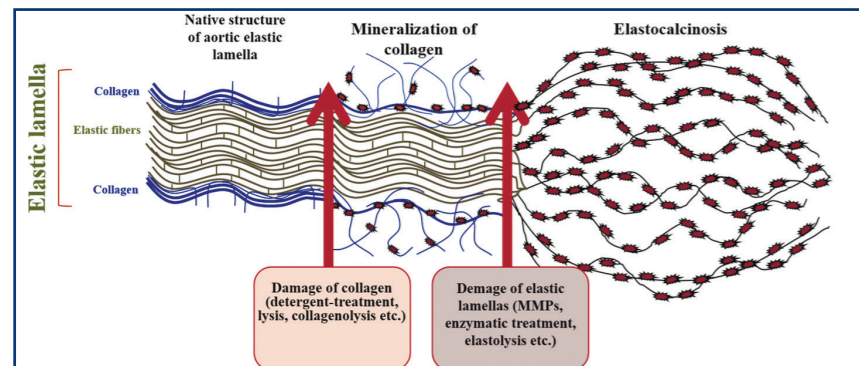 Native structure
of aortic elastic
lamella
Mineralization of
collagen
Elastocalcinosis
Elastic lamella
Collagen
Elastic fibers
Collagen
Damage of collagen
(detergent-treatment,
lysis, collagenolysis etc.)
Demage of elastic
lamellas (MMPs,
enzymatic treatment,
elastolysis etc.)